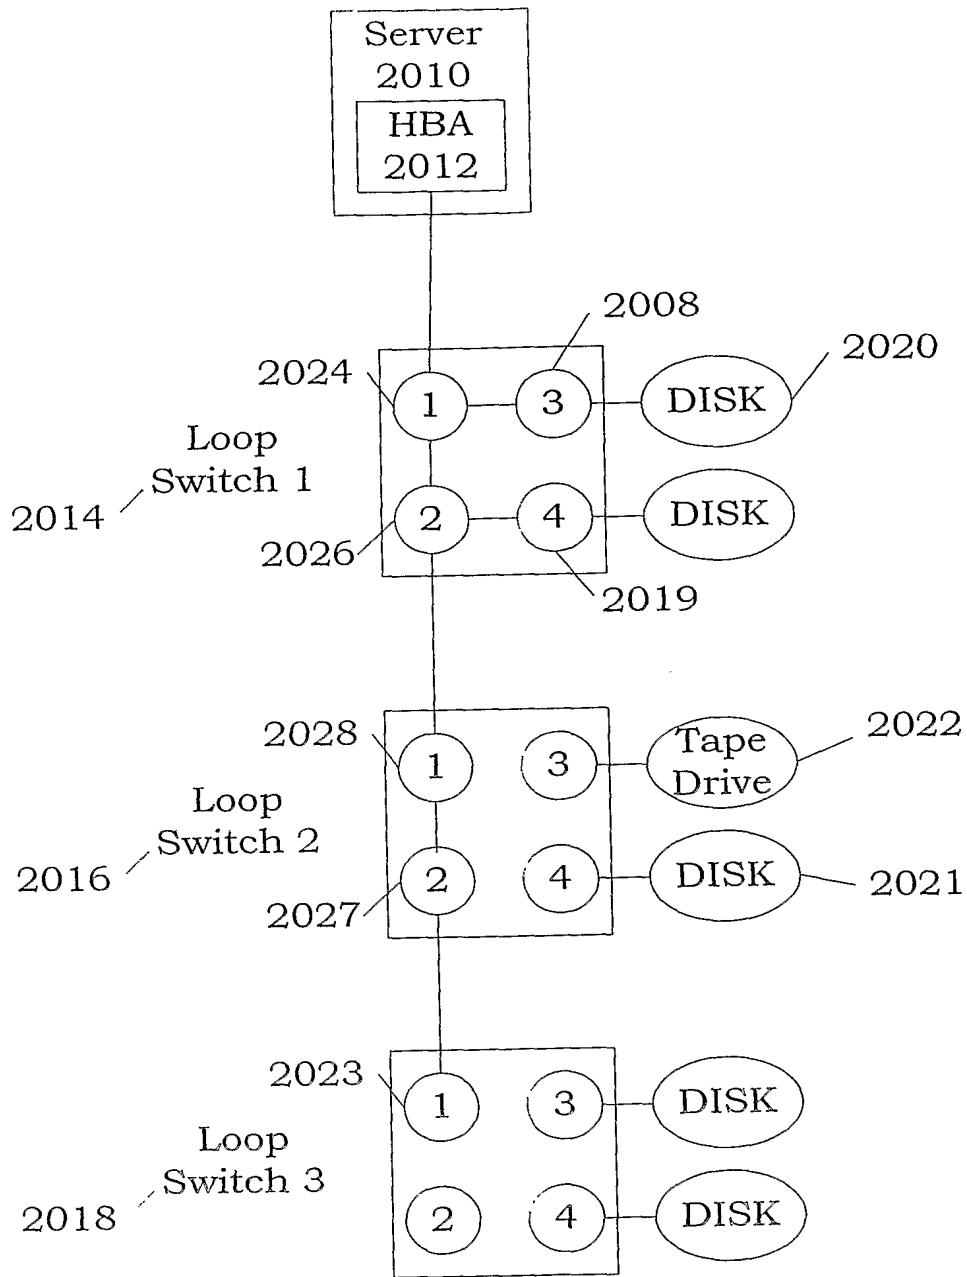 Server
2010
HBA
2012
2008
2024
1
3
DISK
2020
Loop
Switch 1
2014
2
4
DISK
2026
2019
2028
1
3
Tape
Drive
2022
Loop
Switch 2
2016
2
4
DISK
2021
2027
2023
1
3
DISK
Loop
Switch 3
2018
2
4
DISK